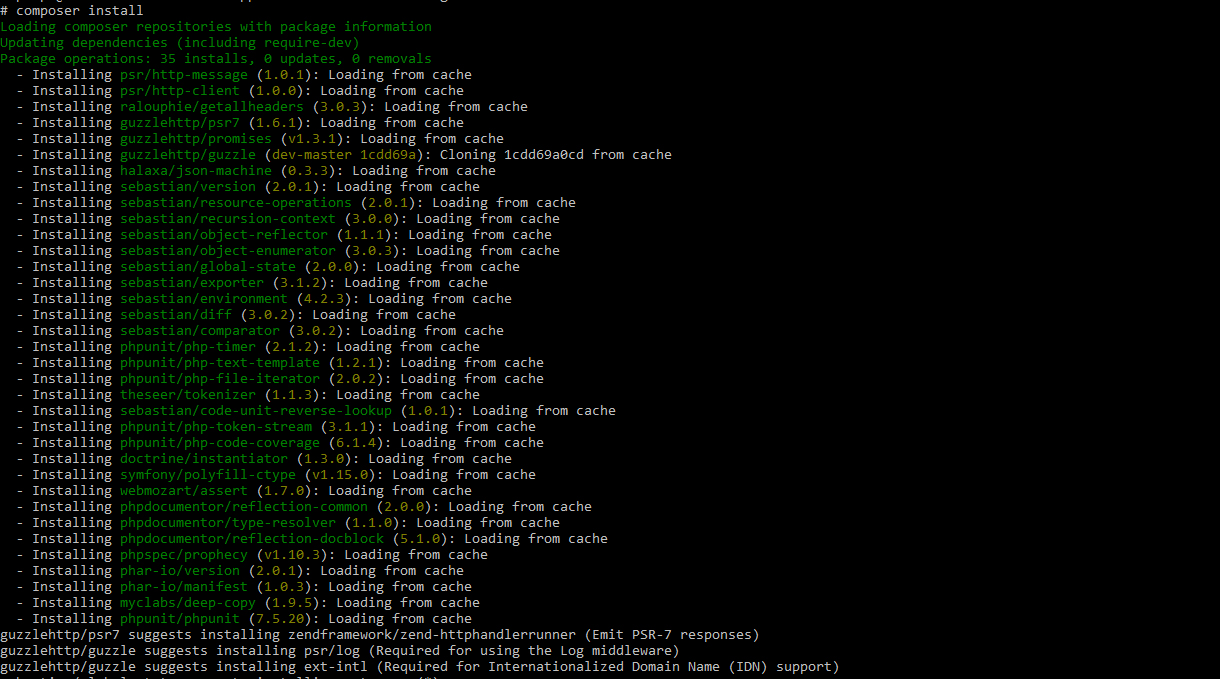 # composer install
Loading composer repositories with package information
Updating dependencies (including require-dev)
Package operations: 35 installs, 0 updates, 0 removals
  - Installing psr/http-message (1.0.1): Loading from cache
  - Installing psr/http-client (1.0.0): Loading from cache
  - Installing ralouphie/getallheaders (3.0.3): Loading from cache
  - Installing guzzlehttp/psr7 (1.6.1): Loading from cache
  - Installing guzzlehttp/promises (v1.3.1): Loading from cache
  - Installing guzzlehttp/guzzle (dev-master 1cdd69a): Cloning 1cdd69a0cd from cache
  - Installing halaxa/json-machine (0.3.3): Loading from cache
  - Installing sebastian/version (2.0.1): Loading from cache
  - Installing sebastian/resource-operations (2.0.1): Loading from cache
  - Installing sebastian/recursion-context (3.0.0): Loading from cache
  - Installing sebastian/object-reflector (1.1.1): Loading from cache
  - Installing sebastian/object-enumerator (3.0.3): Loading from cache
  - Installing sebastian/global-state (2.0.0): Loading from cache
  - Installing sebastian/exporter (3.1.2): Loading from cache
  - Installing sebastian/environment (4.2.3): Loading from cache
  - Installing sebastian/diff (3.0.2): Loading from cache
  - Installing sebastian/comparator (3.0.2): Loading from cache
  - Installing phpunit/php-timer (2.1.2): Loading from cache
  - Installing phpunit/php-text-template (1.2.1): Loading from cache
  - Installing phpunit/php-file-iterator (2.0.2): Loading from cache
  - Installing theseer/tokenizer (1.1.3): Loading from cache
  - Installing sebastian/code-unit-reverse-lookup (1.0.1): Loading from cache
  - Installing phpunit/php-token-stream (3.1.1): Loading from cache
  - Installing phpunit/php-code-coverage (6.1.4): Loading from cache
  - Installing doctrine/instantiator (1.3.0): Loading from cache
  - Installing symfony/polyfill-ctype (v1.15.0): Loading from cache
  - Installing webmozart/assert (1.7.0): Loading from cache
  - Installing phpdocumentor/reflection-common (2.0.0): Loading from cache
  - Installing phpdocumentor/type-resolver (1.1.0): Loading from cache
  - Installing phpdocumentor/reflection-docblock (5.1.0): Loading from cache
  - Installing phpspec/prophecy (v1.10.3): Loading from cache
  - Installing phar-io/version (2.0.1): Loading from cache
  - Installing phar-io/manifest (1.0.3): Loading from cache
  - Installing myclabs/deep-copy (1.9.5): Loading from cache
  - Installing phpunit/phpunit (7.5.20): Loading from cache
guzzlehttp/psr7 suggests installing zendframework/zend-httphandlerrunner (Emit PSR-7 responses)
guzzlehttp/guzzle suggests installing psr/log (Required for using the Log middleware)
guzzlehttp/guzzle suggests installing ext-intl (Required for Internationalized Domain Name (IDN) support)